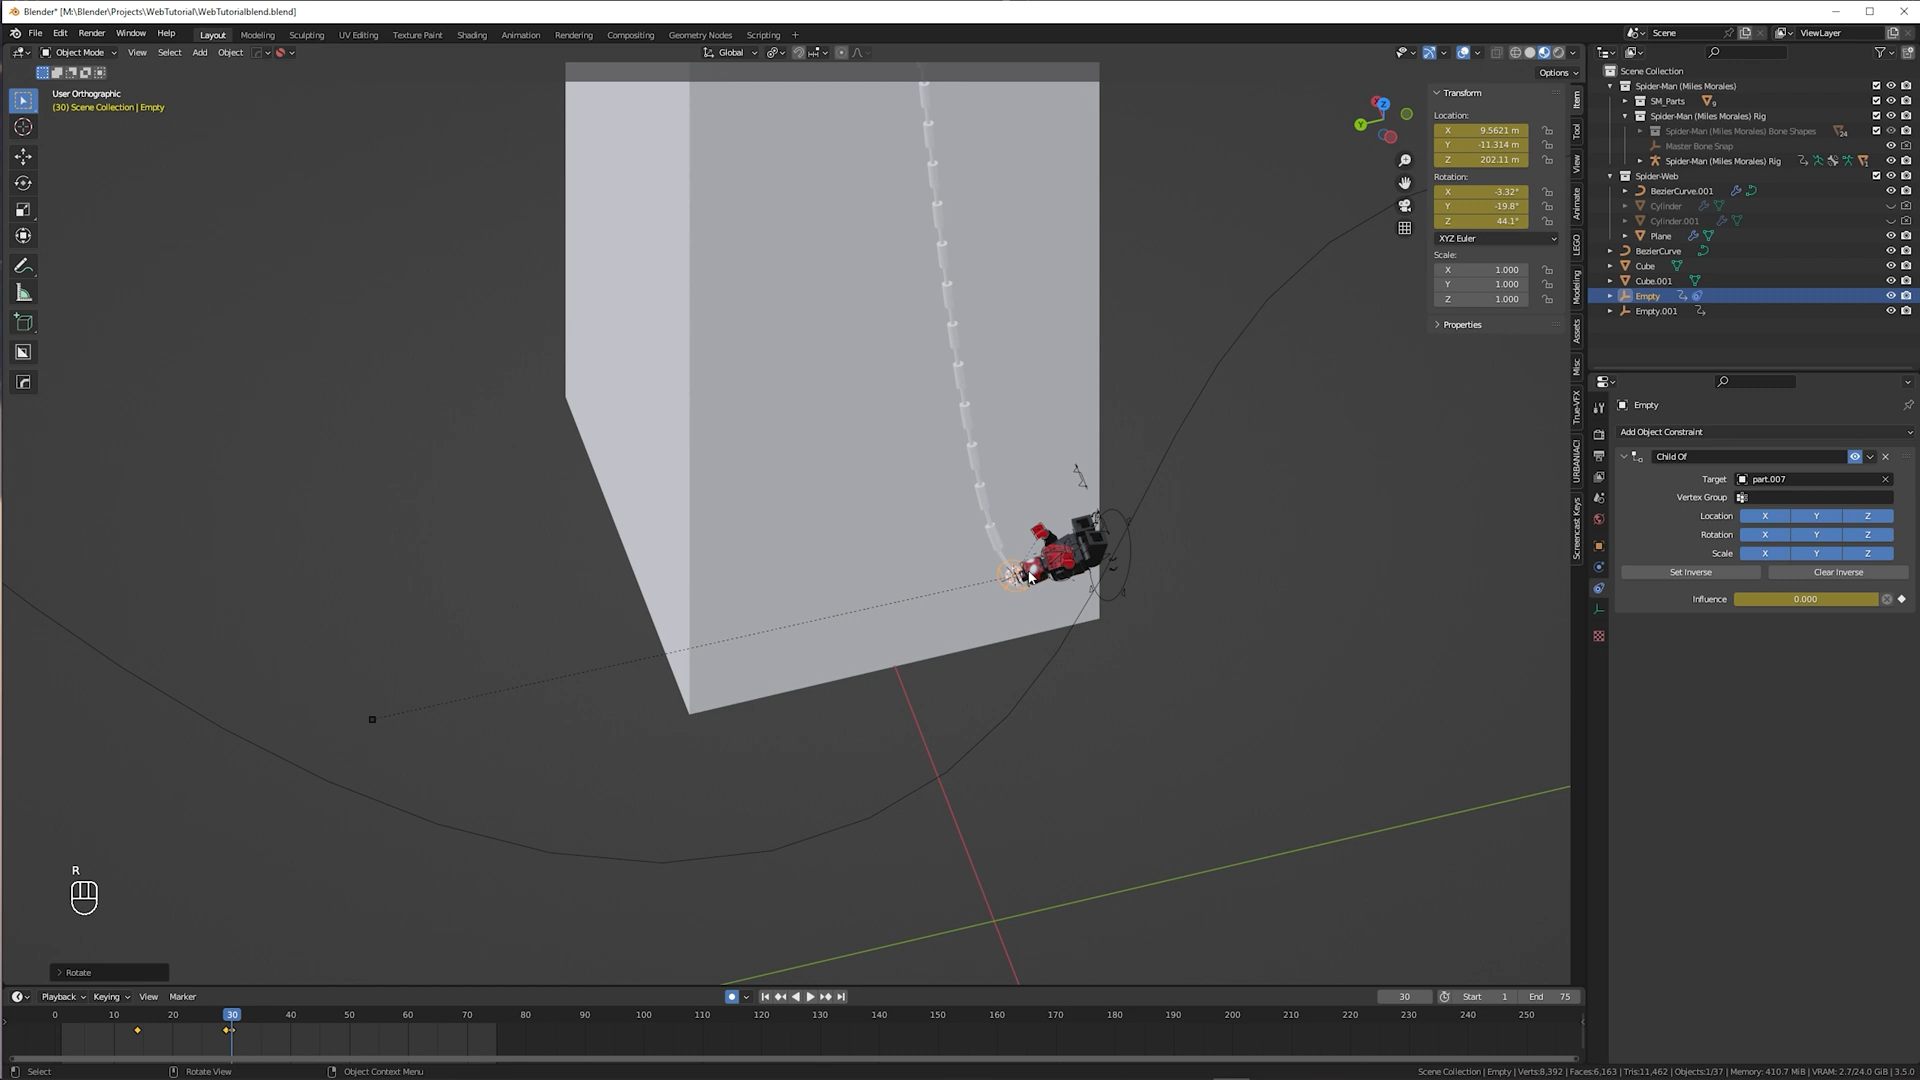 Blender* [M:\Blender\Projects\WebTutorial\WebTutorialblend.blend]
File Edit Render Window Help Layout Modeling Sculpting UV Editing Texture Paint Shading Animation Rendering Compositing Geometry Nodes Scripting + Scene ViewLayer
Object Mode View Select Add Object Global
Options
User Orthographic
(30) Scene Collection | Empty
Transform
Location:
X 9.5621 m
Y -11.314 m
Z 202.11 m
Rotation:
X -3.32°
Y -19.8°
Z 44.1°
XYZ Euler
Scale:
X 1.000
Y 1.000
Z 1.000
Properties
Item
Tool
View
Animate
LEGO
Modeling
Assets
Misc
True-VFX
URBANIAC!
Screencast Keys
Scene Collection
Spider-Man (Miles Morales)
SM_Parts 9
Spider-Man (Miles Morales) Rig
Spider-Man (Miles Morales) Bone Shapes 24
Master Bone Snap
Spider-Man (Miles Morales) Rig
Spider-Web
BezierCurve.001
Cylinder
Cylinder.001
Plane
BezierCurve
Cube
Cube.001
Empty
Empty.001
Empty
Add Object Constraint
Child Of
Target part.007
Vertex Group
Location X Y Z
Rotation X Y Z
Scale X Y Z
Set Inverse Clear Inverse
Influence 0.000
R
Rotate
Playback Keying View Marker 30 Start 1 End 75
0 10 20 30 40 50 60 70 80 90 100 110 120 130 140 150 160 170 180 190 200 210 220 230 240 250
Select Rotate View Object Context Menu Scene Collection | Empty | Verts:8,392 | Faces:6,163 | Tris:11,462 | Objects:1/37 | Memory: 410.7 MiB | VRAM: 2.7/24.0 GiB | 3.5.0